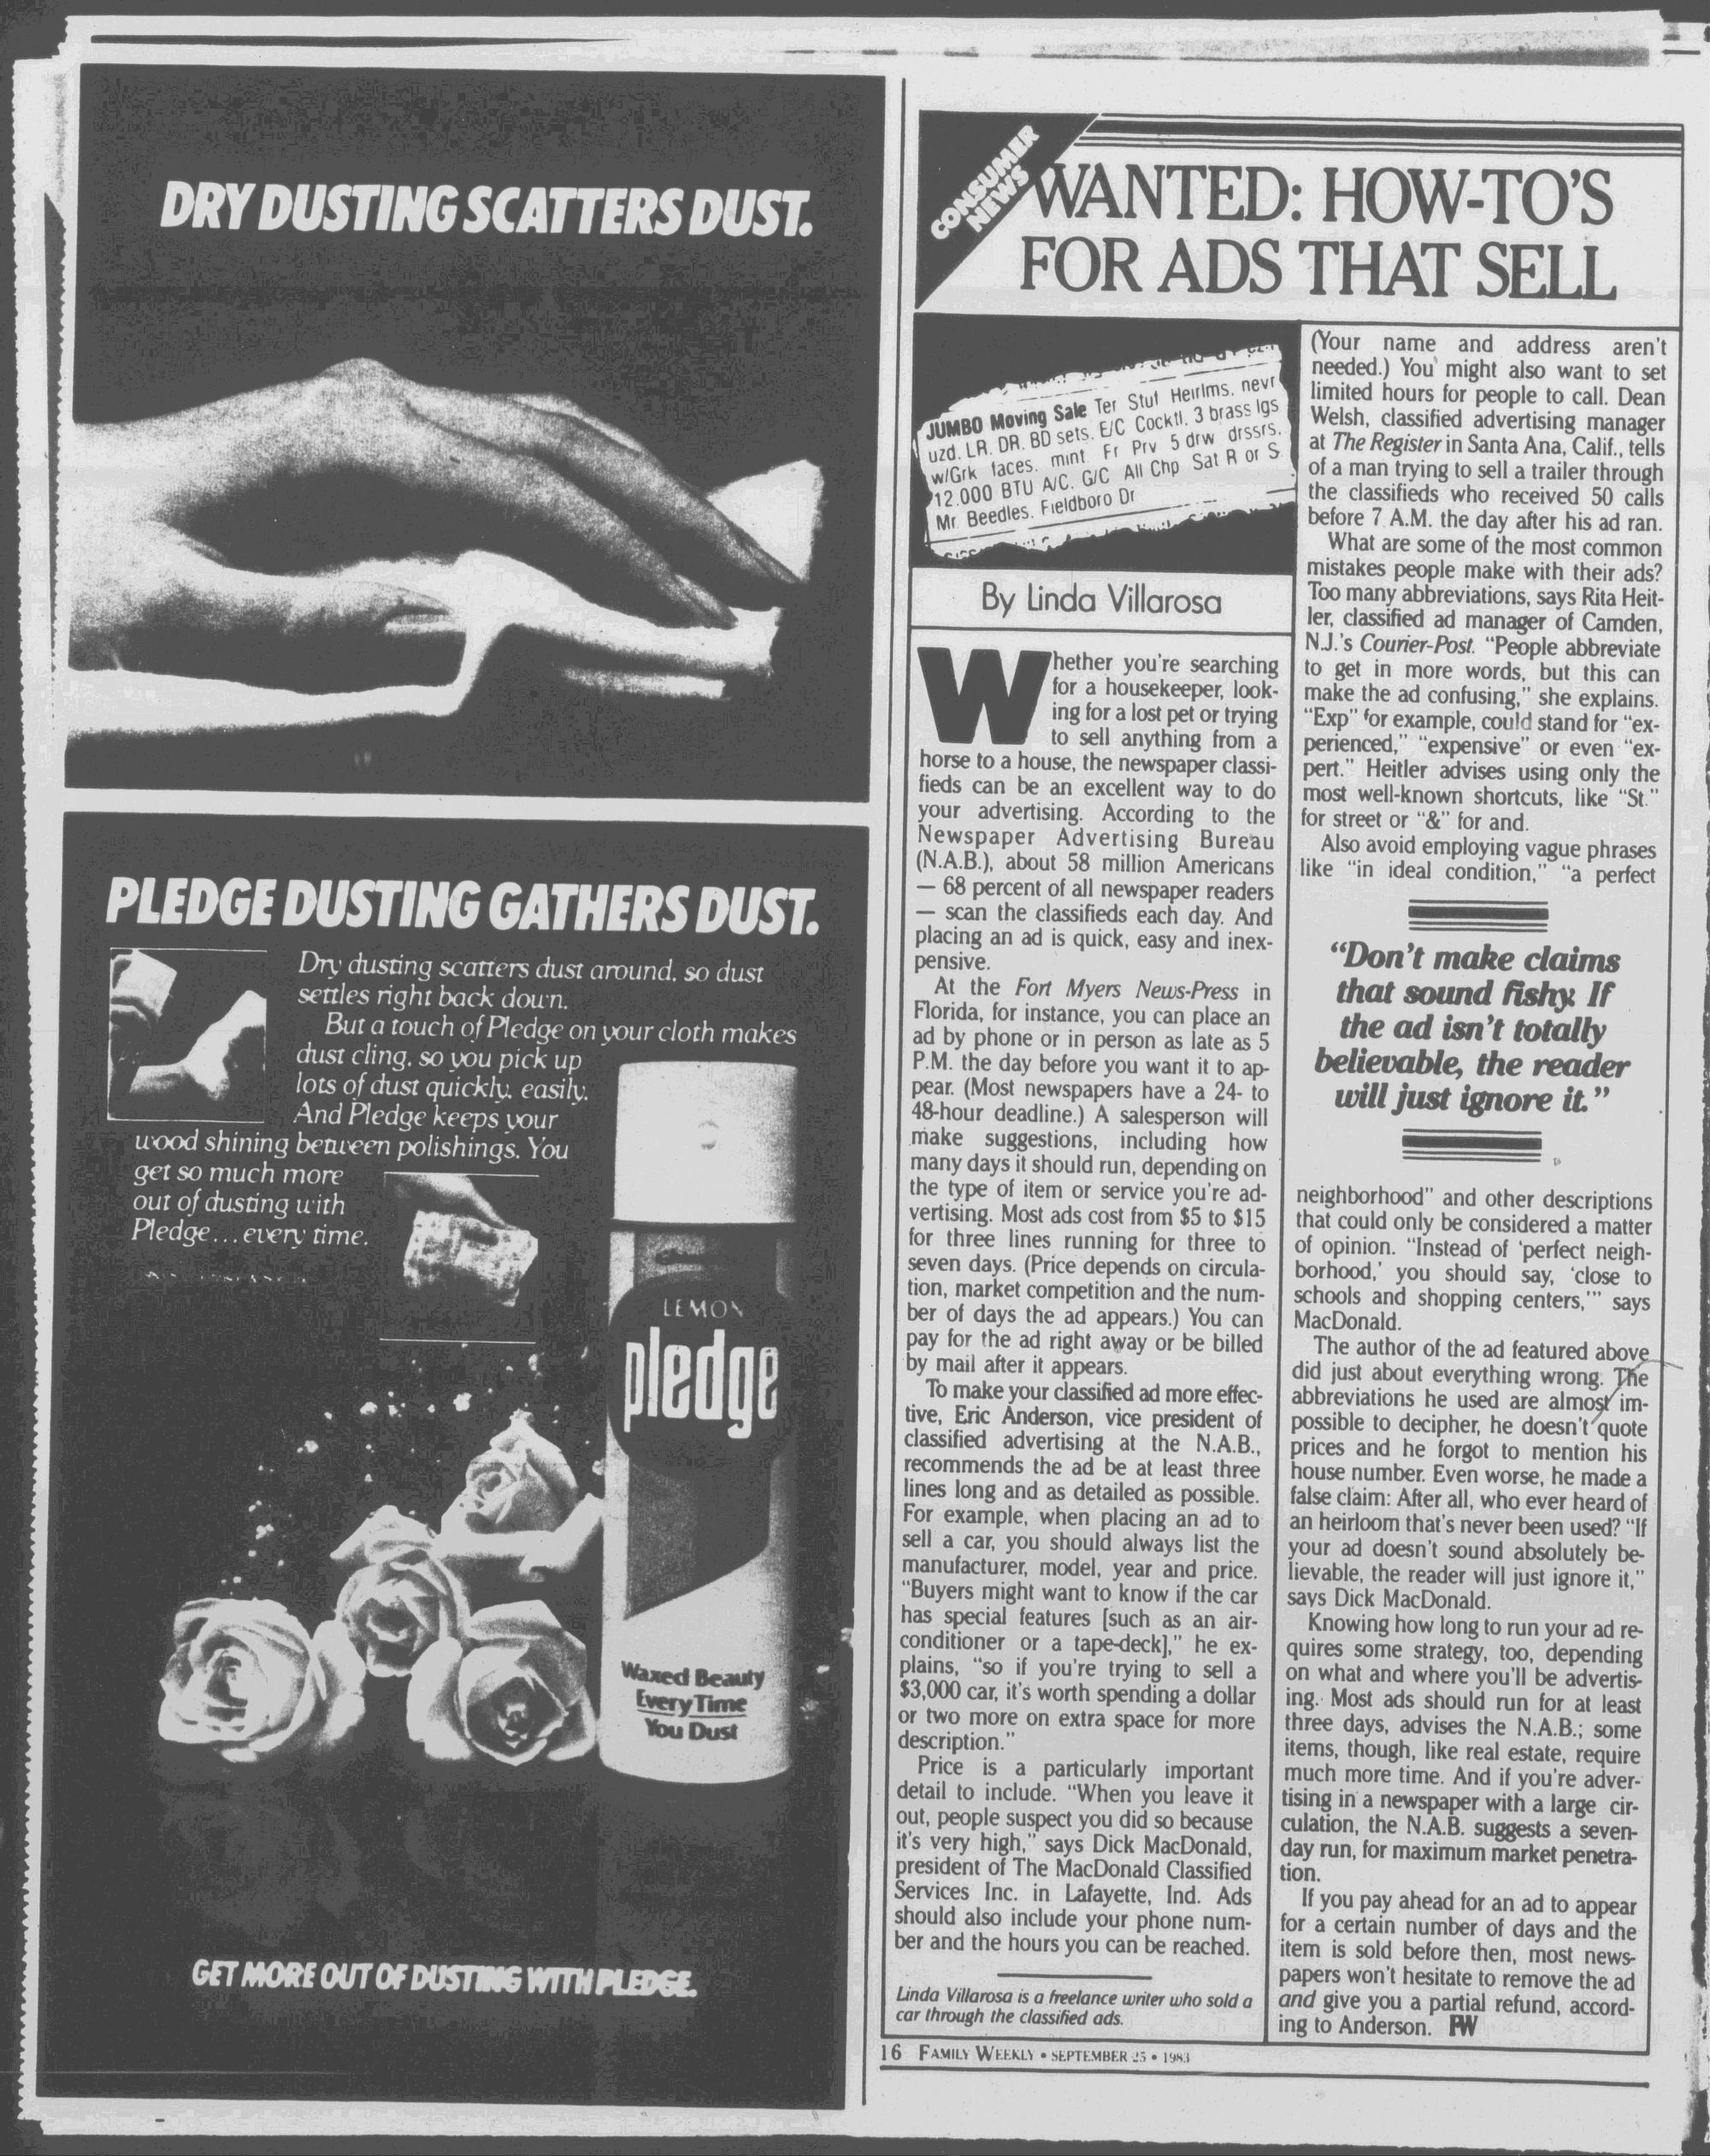 DRY DUSTING SCATTERS DUST.
PLEDGE DUSTING GATHERS DUST.
Dry dusting scatters dust around, so dust
settles right back down.
But a touch of Pledge on your cloth makes
dust cling, so you pick up
lots of dust quickly, easily.
And Pledge keeps your
wood shining between polishings. You
get so much more
out of dusting with
Pledge...every time.
LEMON
pledge
Waxed Beauty
Every Time
You Dust
GET MORE OUT OF DUSTING WITH PLEDGE.
CONSUMER
NEWS
WANTED: HOW-TO'S
FOR ADS THAT SELL
JUMBO Moving Sale Ter Stuf Heirlms. nevr
uzd. LR. DR. BD sets. E/C Cocktl. 3 brass lgs
w/Grk faces. mint. Fr Prv 5 drw drssrs.
12.000 BTU A/C. G/C All Chp Sat R or S
Mr. Beedles. Fieldboro Dr
By Linda Villarosa
Whether you're searching
for a housekeeper, look-
ing for a lost pet or trying
to sell anything from a
horse to a house, the newspaper classi-
fieds can be an excellent way to do
your advertising. According to the
Newspaper Advertising Bureau
(N.A.B.), about 58 million Americans
— 68 percent of all newspaper readers
— scan the classifieds each day. And
placing an ad is quick, easy and inex-
pensive.
At the Fort Myers News-Press in
Florida, for instance, you can place an
ad by phone or in person as late as 5
P.M. the day before you want it to ap-
pear. (Most newspapers have a 24- to
48-hour deadline.) A salesperson will
make suggestions, including how
many days it should run, depending on
the type of item or service you're ad-
vertising. Most ads cost from $5 to $15
for three lines running for three to
seven days. (Price depends on circula-
tion, market competition and the num-
ber of days the ad appears.) You can
pay for the ad right away or be billed
by mail after it appears.
To make your classified ad more effec-
tive, Eric Anderson, vice president of
classified advertising at the N.A.B.,
recommends the ad be at least three
lines long and as detailed as possible.
For example, when placing an ad to
sell a car, you should always list the
manufacturer, model, year and price.
"Buyers might want to know if the car
has special features [such as an air-
conditioner or a tape-deck]," he ex-
plains, "so if you're trying to sell a
$3,000 car, it's worth spending a dollar
or two more on extra space for more
description."
Price is a particularly important
detail to include. "When you leave it
out, people suspect you did so because
it's very high," says Dick MacDonald,
president of The MacDonald Classified
Services Inc. in Lafayette, Ind. Ads
should also include your phone num-
ber and the hours you can be reached.
Linda Villarosa is a freelance writer who sold a
car through the classified ads.
(Your name and address aren't
needed.) You might also want to set
limited hours for people to call. Dean
Welsh, classified advertising manager
at The Register in Santa Ana, Calif., tells
of a man trying to sell a trailer through
the classifieds who received 50 calls
before 7 A.M. the day after his ad ran.
What are some of the most common
mistakes people make with their ads?
Too many abbreviations, says Rita Heit-
ler, classified ad manager of Camden,
N.J.'s Courier-Post. "People abbreviate
to get in more words, but this can
make the ad confusing," she explains.
"Exp" for example, could stand for "ex-
perienced," "expensive" or even "ex-
pert." Heitler advises using only the
most well-known shortcuts, like "St."
for street or "&" for and.
Also avoid employing vague phrases
like "in ideal condition," "a perfect
"Don't make claims
that sound fishy. If
the ad isn't totally
believable, the reader
will just ignore it."
neighborhood" and other descriptions
that could only be considered a matter
of opinion. "Instead of 'perfect neigh-
borhood,' you should say, 'close to
schools and shopping centers,'" says
MacDonald.
The author of the ad featured above
did just about everything wrong. The
abbreviations he used are almost im-
possible to decipher, he doesn't quote
prices and he forgot to mention his
house number. Even worse, he made a
false claim: After all, who ever heard of
an heirloom that's never been used? "If
your ad doesn't sound absolutely be-
lievable, the reader will just ignore it,"
says Dick MacDonald.
Knowing how long to run your ad re-
quires some strategy, too, depending
on what and where you'll be advertis-
ing. Most ads should run for at least
three days, advises the N.A.B.; some
items, though, like real estate, require
much more time. And if you're adver-
tising in a newspaper with a large cir-
culation, the N.A.B. suggests a seven-
day run, for maximum market penetra-
tion.
If you pay ahead for an ad to appear
for a certain number of days and the
item is sold before then, most news-
papers won't hesitate to remove the ad
and give you a partial refund, accord-
ing to Anderson. FW
16 FAMILY WEEKLY • SEPTEMBER 25 • 1983